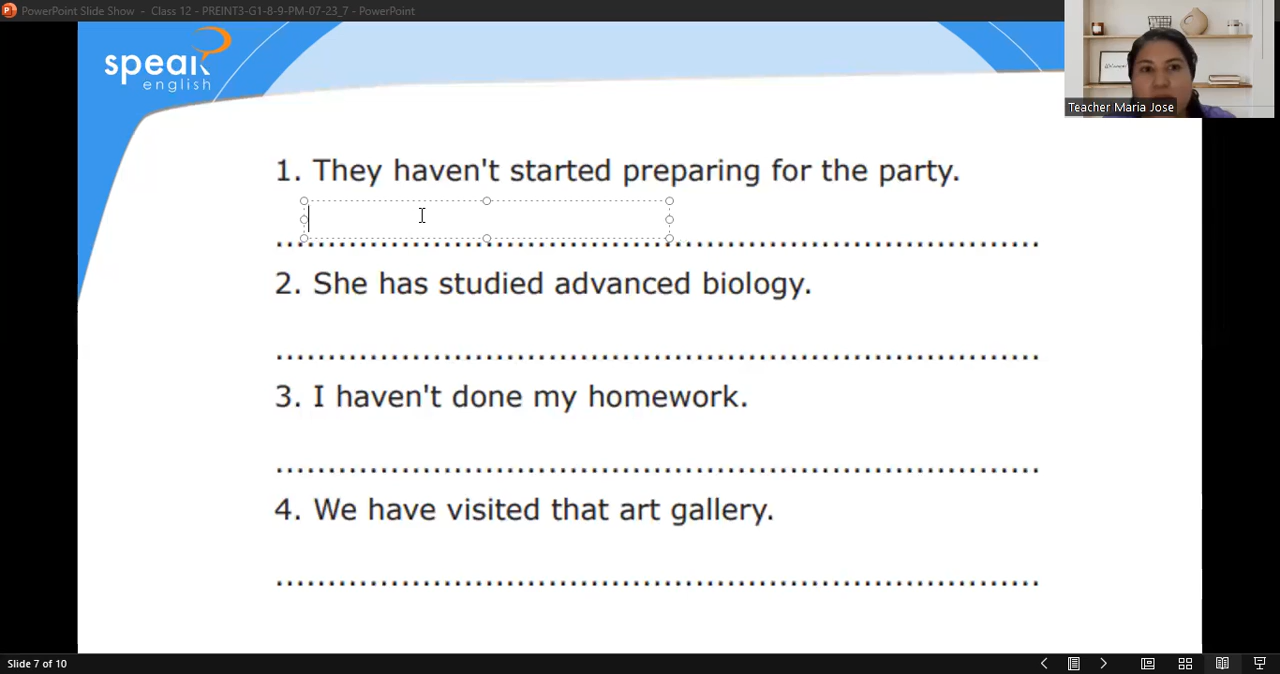 PowerPoint Slide Show - Class 12 - PREINT3-G1-8-9-PM-07-23_7 - PowerPoint
speak
english
Teacher Maria Jose
1. They haven't started preparing for the party.
2. She has studied advanced biology.
3. I haven't done my homework.
4. We have visited that art gallery.
Slide 7 of 10